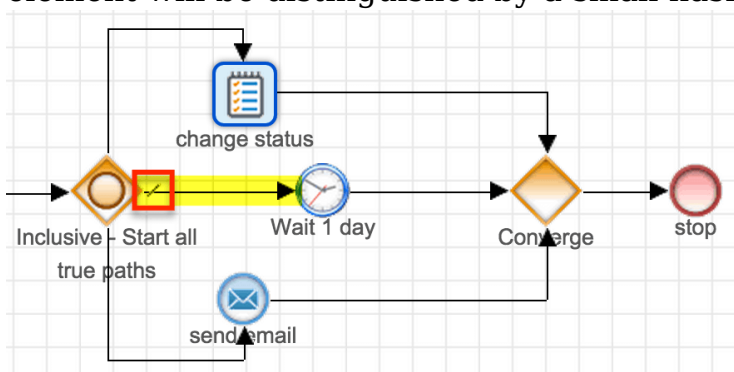 element will be distinguished by a small
change status
Inclusive - Start all
true paths
Wait 1 day
Converge
stop
send email